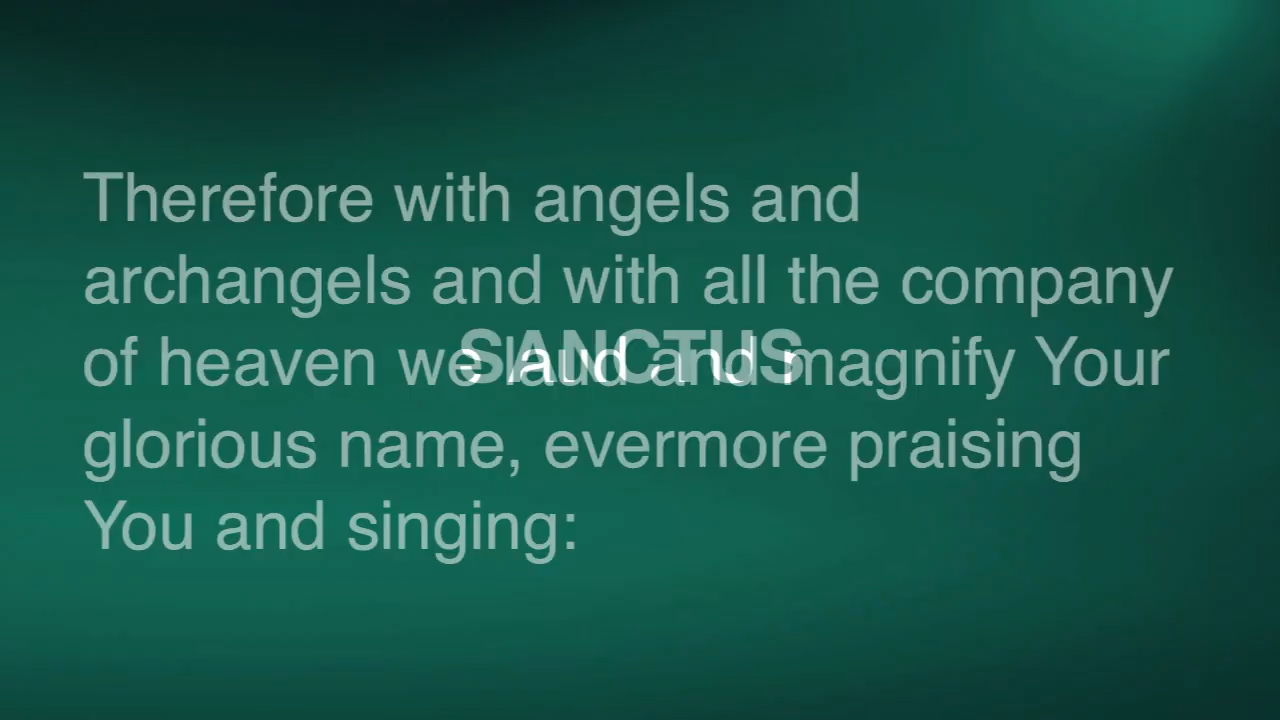 Therefore with angels and
archangels and with all the company
of heaven we laud and magnify Your
SANCTUS
glorious name, evermore praising
You and singing: